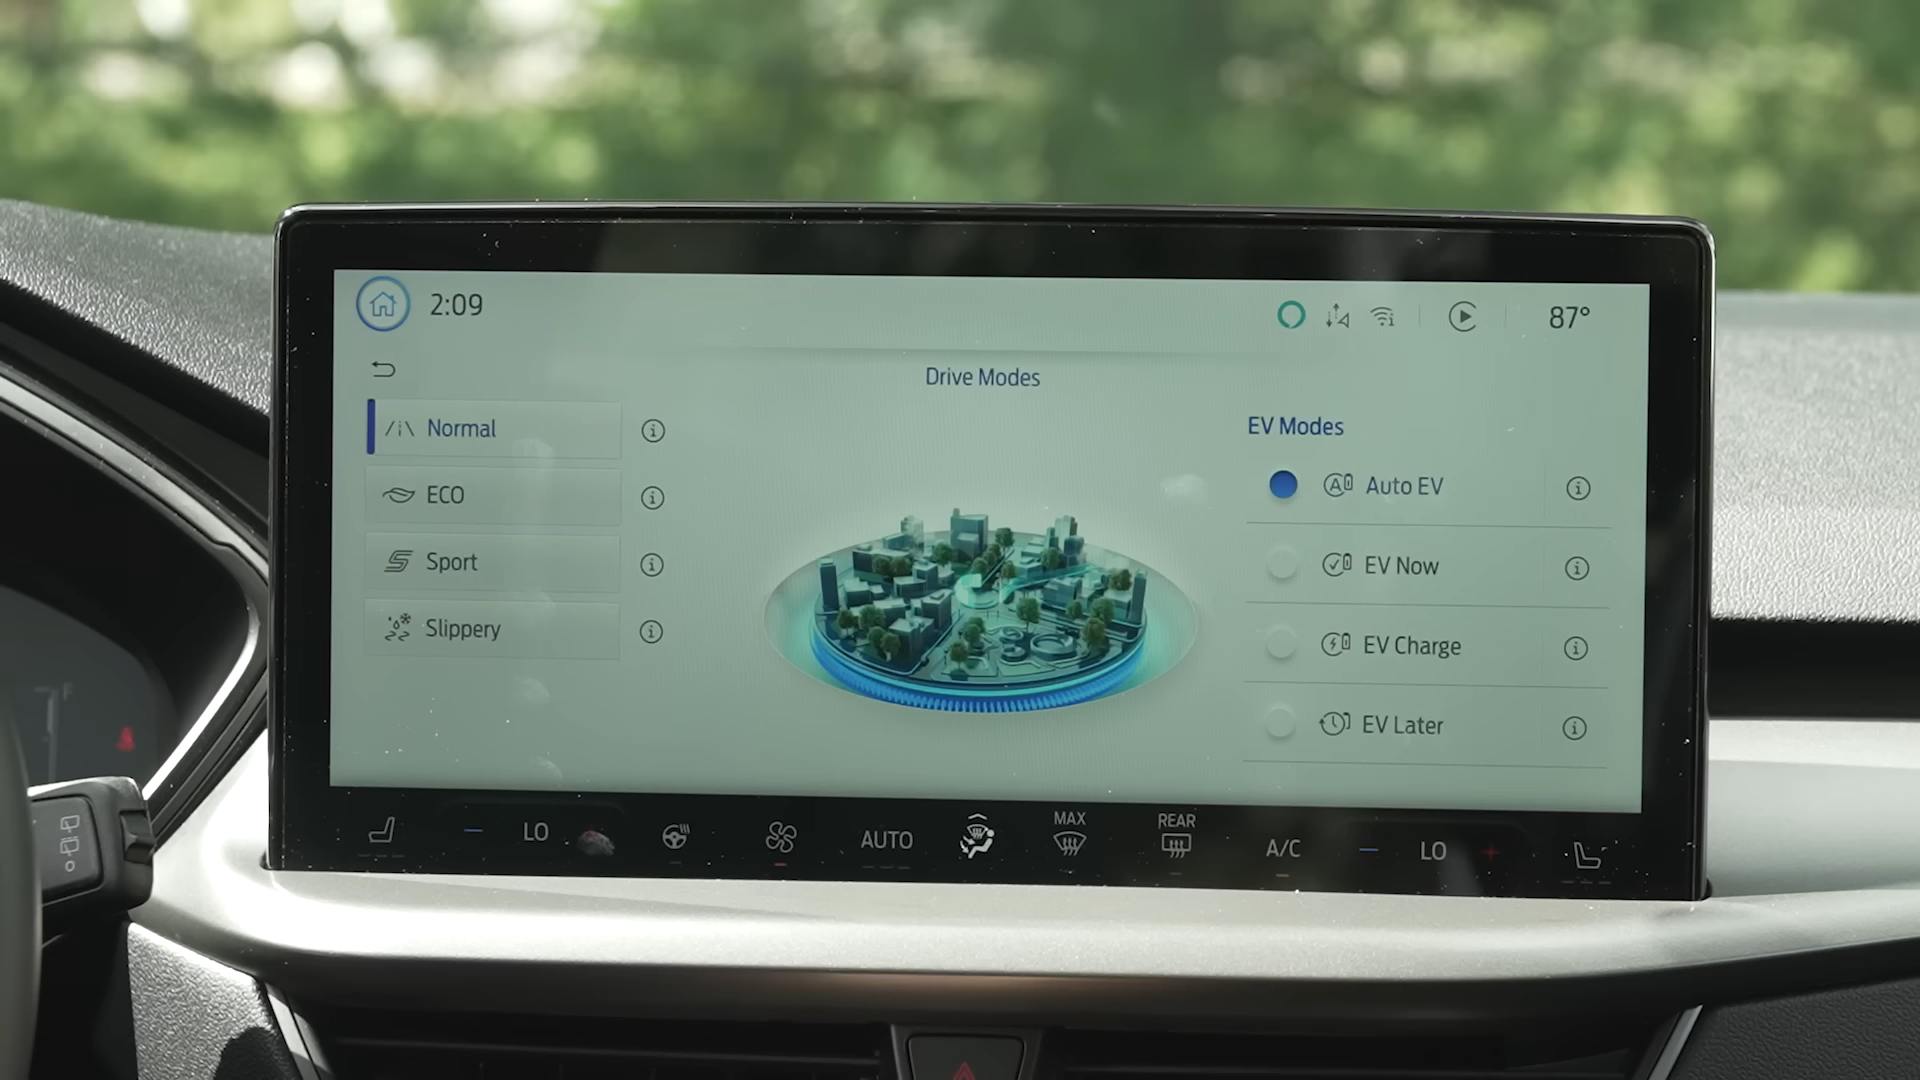 2:09
87°
Drive Modes
Normal
ECO
Sport
Slippery
EV Modes
Auto EV
EV Now
EV Charge
EV Later
LO
AUTO
MAX
REAR
A/C
LO